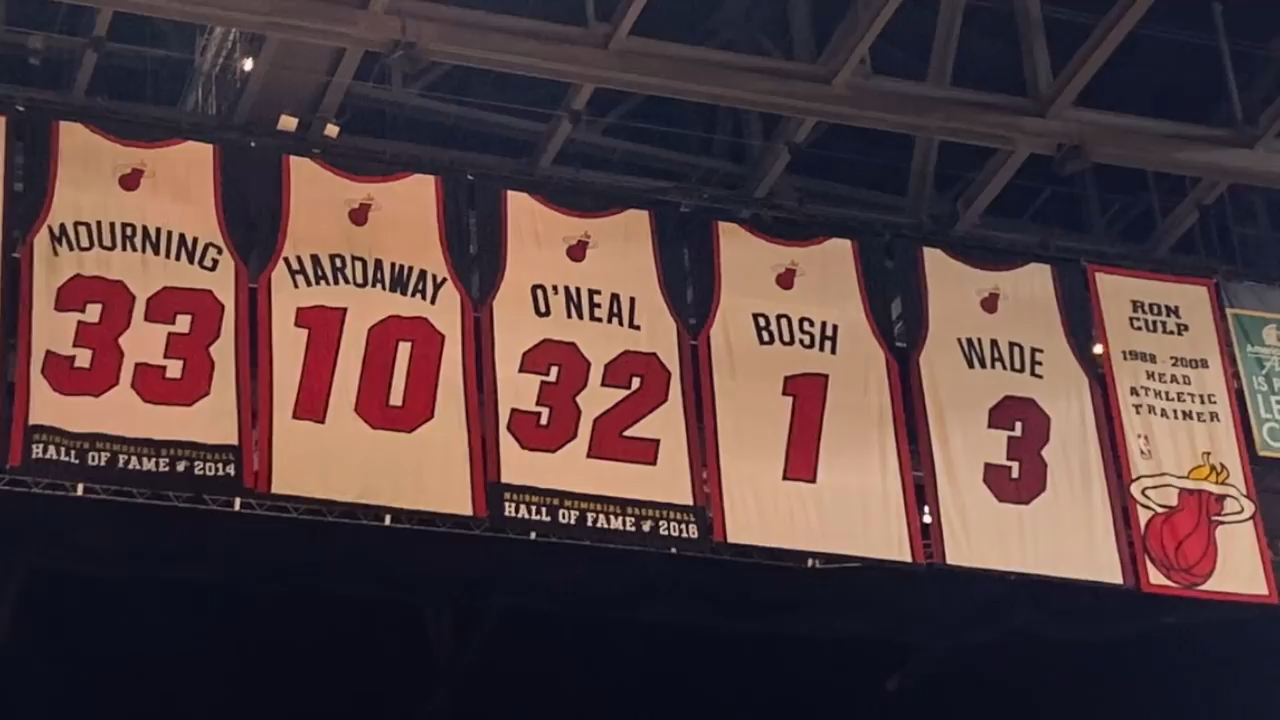 MOURNING
33
NAISMITH MEMORIAL BASKETBALL
HALL OF FAME 2014
HARDAWAY
10
O'NEAL
32
NAISMITH MEMORIAL BASKETBALL
HALL OF FAME 2016
BOSH
1
WADE
3
RON
CULP
1988 - 2008
HEAD
ATHLETIC
TRAINER